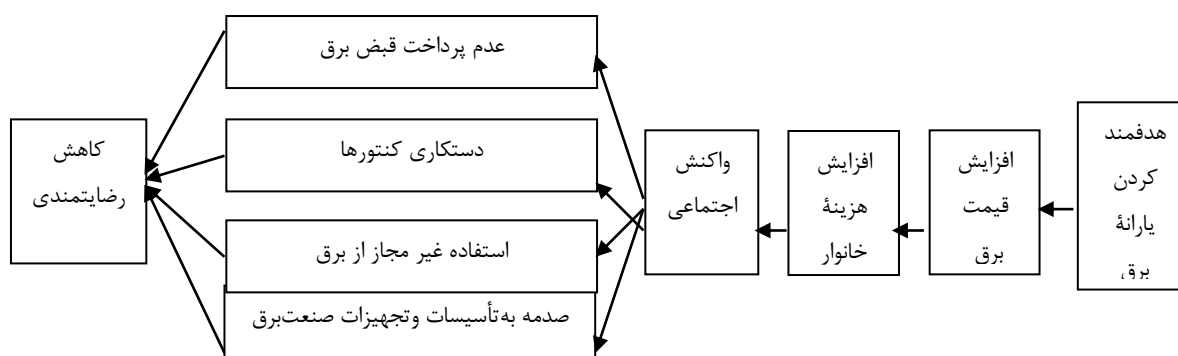 هدفمند
کردن
یارانهٔ
برق
افزایش
قیمت
برق
افزایش
هزینهٔ
خانوار
واکنش
اجتماعی
عدم پرداخت قبض برق
دستکاری کنتورها
استفاده غیر مجاز از برق
صدمه به‌تأسیسات وتجهیزات صنعت‌برق
کاهش
رضایتمندی